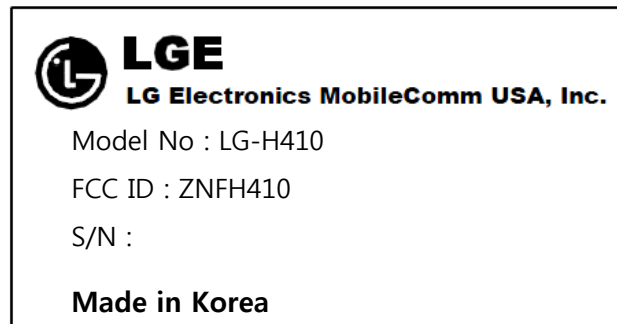 LGE
LG Electronics MobileComm USA, Inc.
Model No : LG-H410
FCC ID : ZNFH410
S/N :
Made in Korea